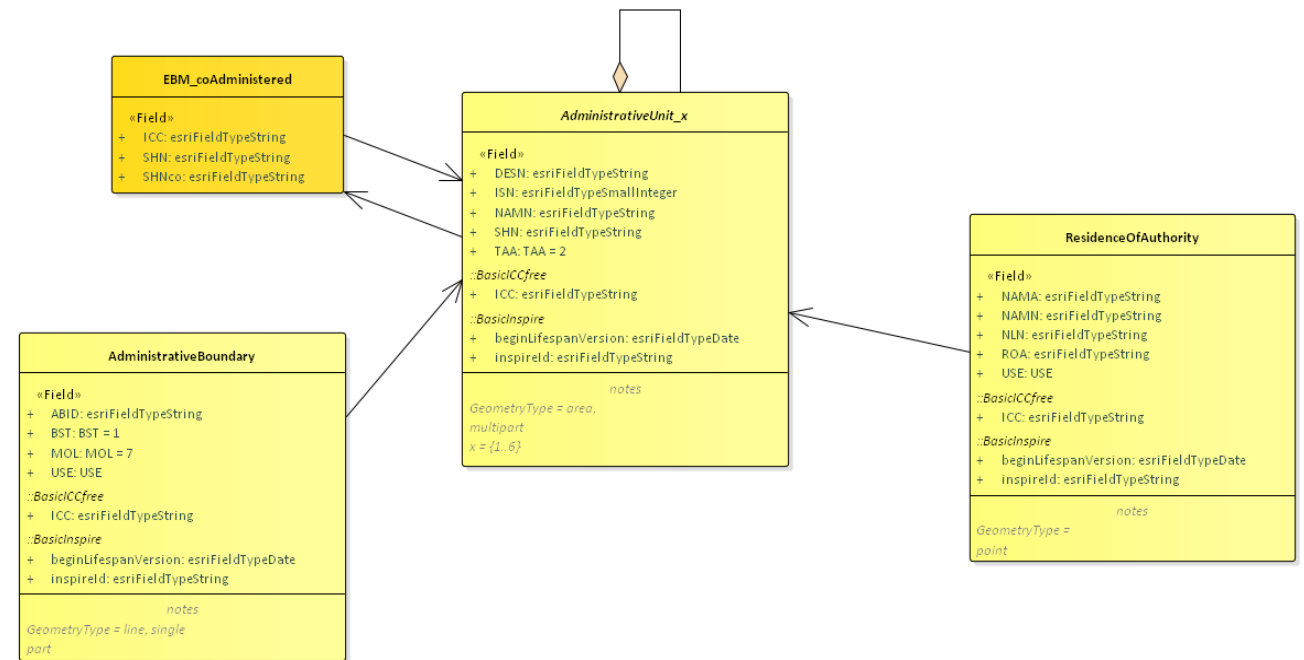 EBM_coAdministered
«Field»
+ ICC: esriFieldTypeString
+ SHN: esriFieldTypeString
+ SHNco: esriFieldTypeString
AdministrativeUnit_x
«Field»
+ DESN: esriFieldTypeString
+ ISN: esriFieldTypeSmallInteger
+ NAMN: esriFieldTypeString
+ SHN: esriFieldTypeString
+ TAA: TAA = 2
::BasicICCfree
+ ICC: esriFieldTypeString
::BasicInspire
+ beginLifespanVersion: esriFieldTypeDate
+ inspireId: esriFieldTypeString
notes
GeometryType = area,
multipart
x = {1..6}
ResidenceOfAuthority
«Field»
+ NAMA: esriFieldTypeString
+ NAMN: esriFieldTypeString
+ NLN: esriFieldTypeString
+ ROA: esriFieldTypeString
+ USE: USE
::BasicICCfree
+ ICC: esriFieldTypeString
::BasicInspire
+ beginLifespanVersion: esriFieldTypeDate
+ inspireId: esriFieldTypeString
notes
GeometryType =
point
AdministrativeBoundary
«Field»
+ ABID: esriFieldTypeString
+ BST: BST = 1
+ MOL: MOL = 7
+ USE: USE
::BasicICCfree
+ ICC: esriFieldTypeString
::BasicInspire
+ beginLifespanVersion: esriFieldTypeDate
+ inspireId: esriFieldTypeString
notes
GeometryType = line, single
part